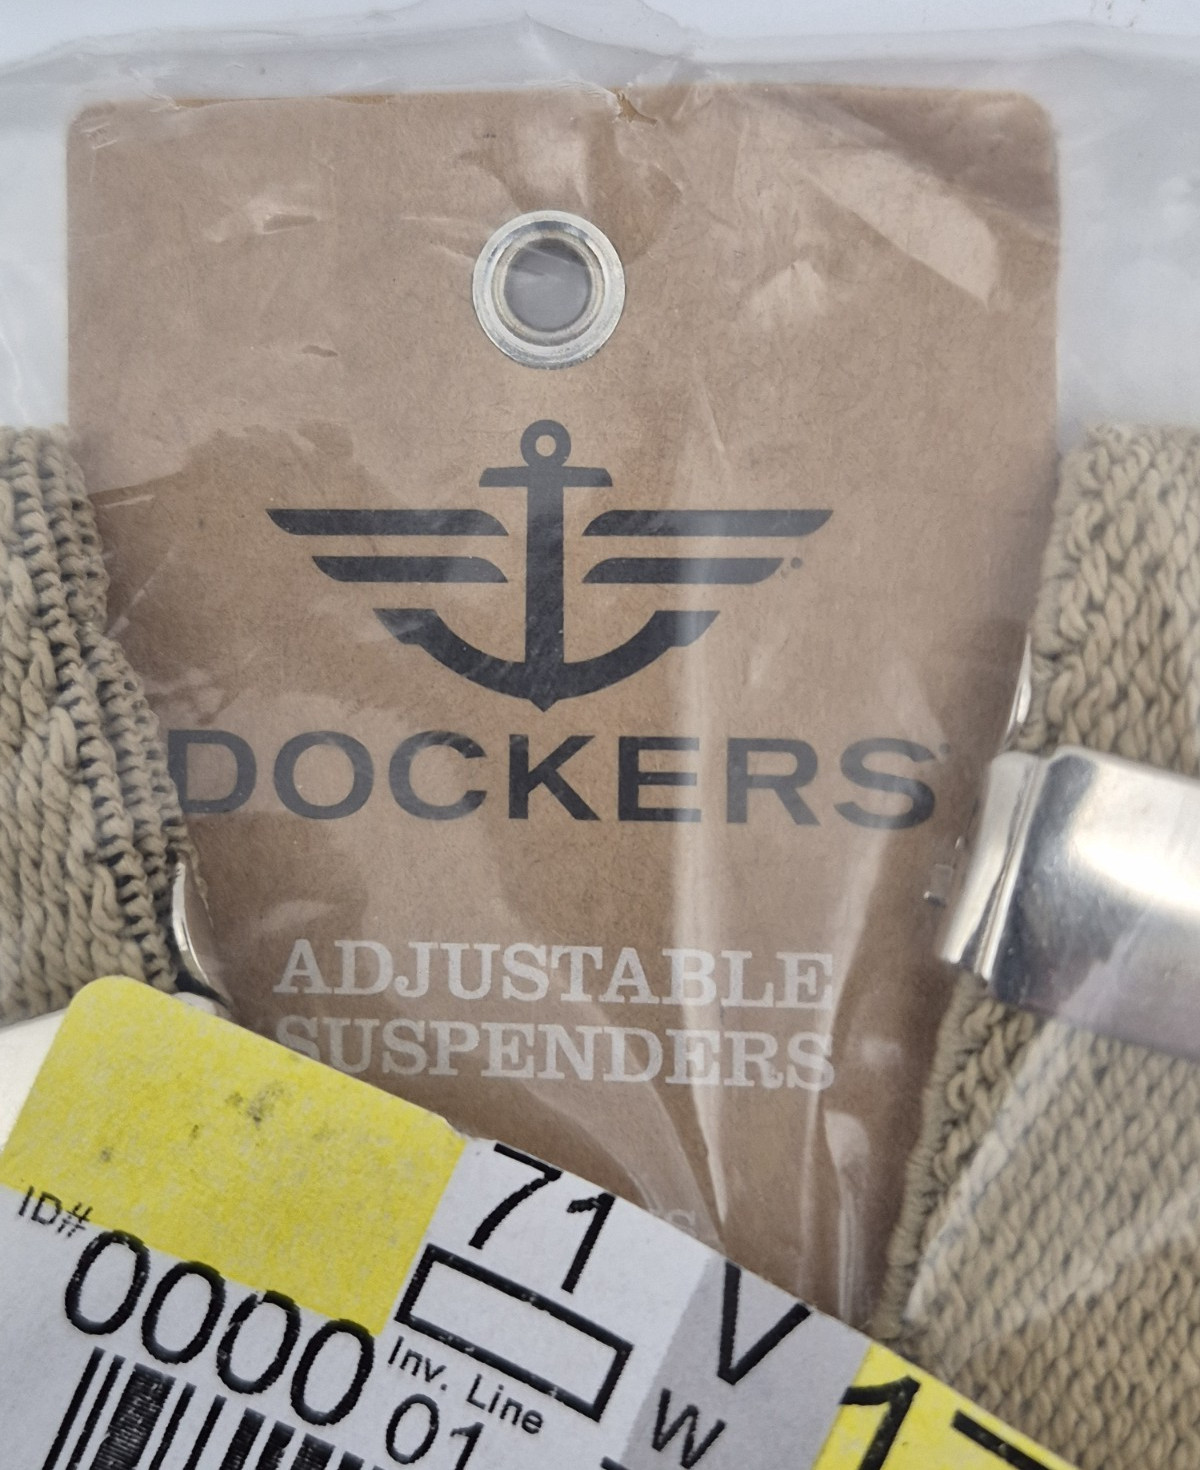 DOCKERS
ADJUSTABLE
SUSPENDERS
71
ID#
0000
V
Inv. Line
01
W